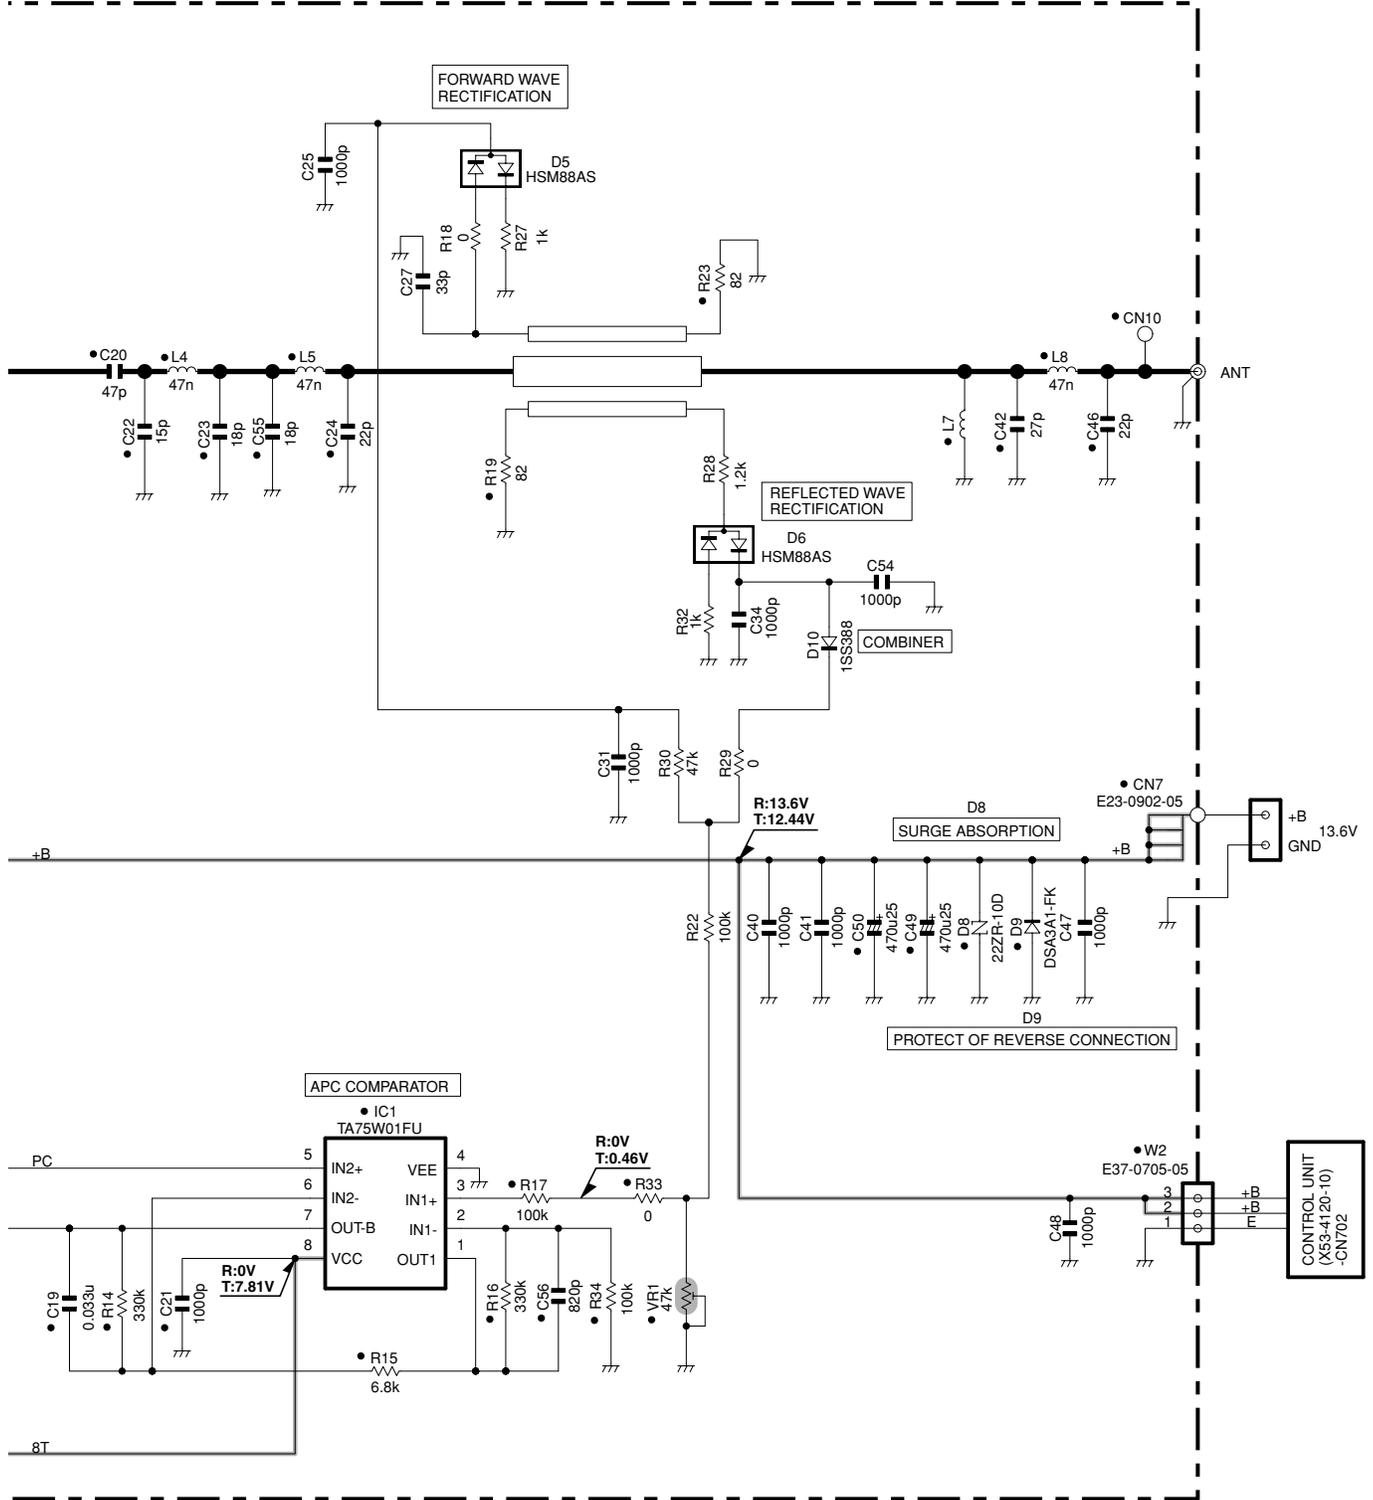 FORWARD WAVE
RECTIFICATION
C25
1000p
D5
HSM88AS
R18
0
R27
1k
C27
33p
R23
82
CN10
C20
47p
L4
47n
L5
47n
L8
47n
ANT
C22
15p
C23
18p
C55
18p
C24
22p
L7
C42
27p
C46
22p
R19
82
R28
1.2k
REFLECTED WAVE
RECTIFICATION
D6
HSM88AS
C54
1000p
R32
1k
C34
1000p
D10
1SS388
COMBINER
C31
1000p
R30
47k
R29
0
CN7
E23-0902-05
R:13.6V
T:12.44V
D8
SURGE ABSORPTION
+B
GND
13.6V
+B
+B
R22
100k
C40
1000p
C41
1000p
C50
+
470u25
C49
+
470u25
D8
22ZR-10D
D9
DSA3A1-FK
C47
1000p
D9
PROTECT OF REVERSE CONNECTION
APC COMPARATOR
IC1
TA75W01FU
PC
5
IN2+
6
IN2-
7
OUT-B
8
VCC
VEE
4
IN1+
3
IN1-
2
OUT1
1
R:0V
T:0.46V
R17
100k
R33
0
R:0V
T:7.81V
W2
E37-0705-05
3
2
1
+B
+B
E
CONTROL UNIT
(X53-4120-10)
-CN702
C48
1000p
C19
0.033u
R14
330k
C21
1000p
R16
330k
C56
820p
R34
100k
VR1
47k
R15
6.8k
8T